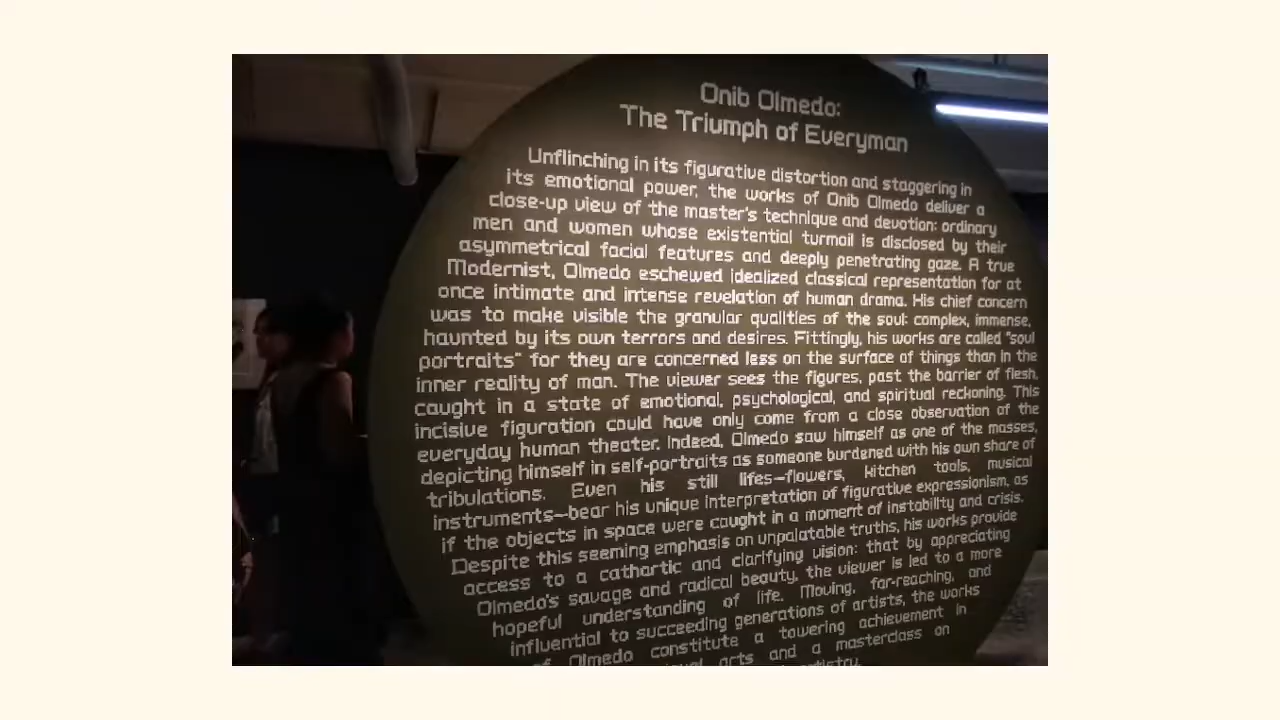 Onib Olmedo:
The Triumph of Everyman
Unflinching in its figurative distortion and staggering in
its emotional power, the works of Onib Olmedo deliver a
close-up view of the master's technique and devotion: ordinary
men and women whose existential turmoil is disclosed by their
asymmetrical facial features and deeply penetrating gaze. A true
Modernist, Olmedo eschewed idealized classical representation for at
once intimate and intense revelation of human drama. His chief concern
was to make visible the granular qualities of the soul: complex, immense,
haunted by its own terrors and desires. Fittingly, his works are called "soul
portraits" for they are concerned less on the surface of things than in the
inner reality of man. The viewer sees the figures, past the barrier of flesh,
caught in a state of emotional, psychological, and spiritual reckoning. This
incisive figuration could have only come from a close observation of the
everyday human theater. Indeed, Olmedo saw himself as one of the masses,
depicting himself in self-portraits as someone burdened with his own share of
tribulations. Even his still lifes—flowers, kitchen tools, musical
instruments—bear his unique interpretation of figurative expressionism, as
if the objects in space were caught in a moment of instability and crisis.
Despite this seeming emphasis on unpalatable truths, his works provide
access to a cathartic and clarifying vision: that by appreciating
Olmedo's savage and radical beauty, the viewer is led to a more
hopeful understanding of life. Moving, far-reaching, and
influential to succeeding generations of artists, the works
of Olmedo constitute a towering achievement in
arts and a masterclass on
artistry.